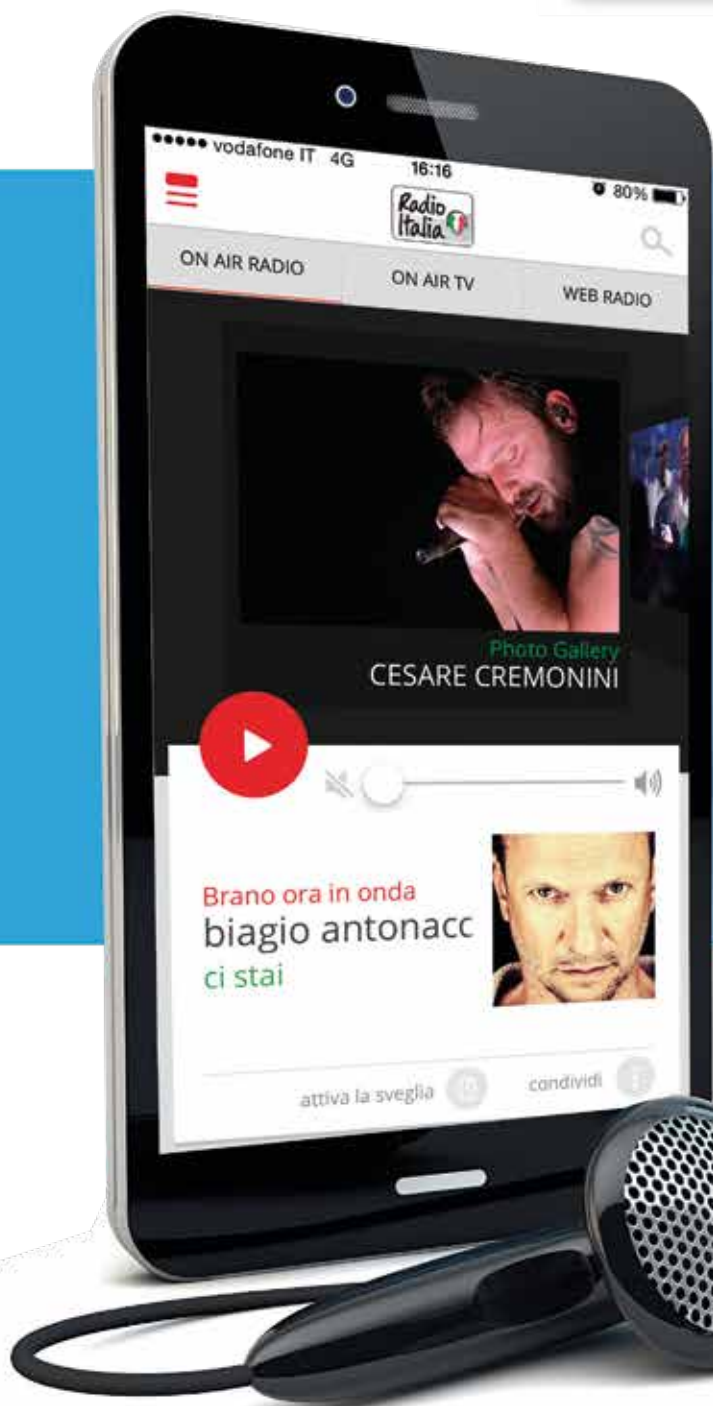 vodafone IT 4G 16:16 80%
Radio
Italia
ON AIR RADIO ON AIR TV WEB RADIO
Photo Gallery
CESARE CREMONINI
Brano ora in onda
biagio antonacc
ci stai
attiva la sveglia condividi